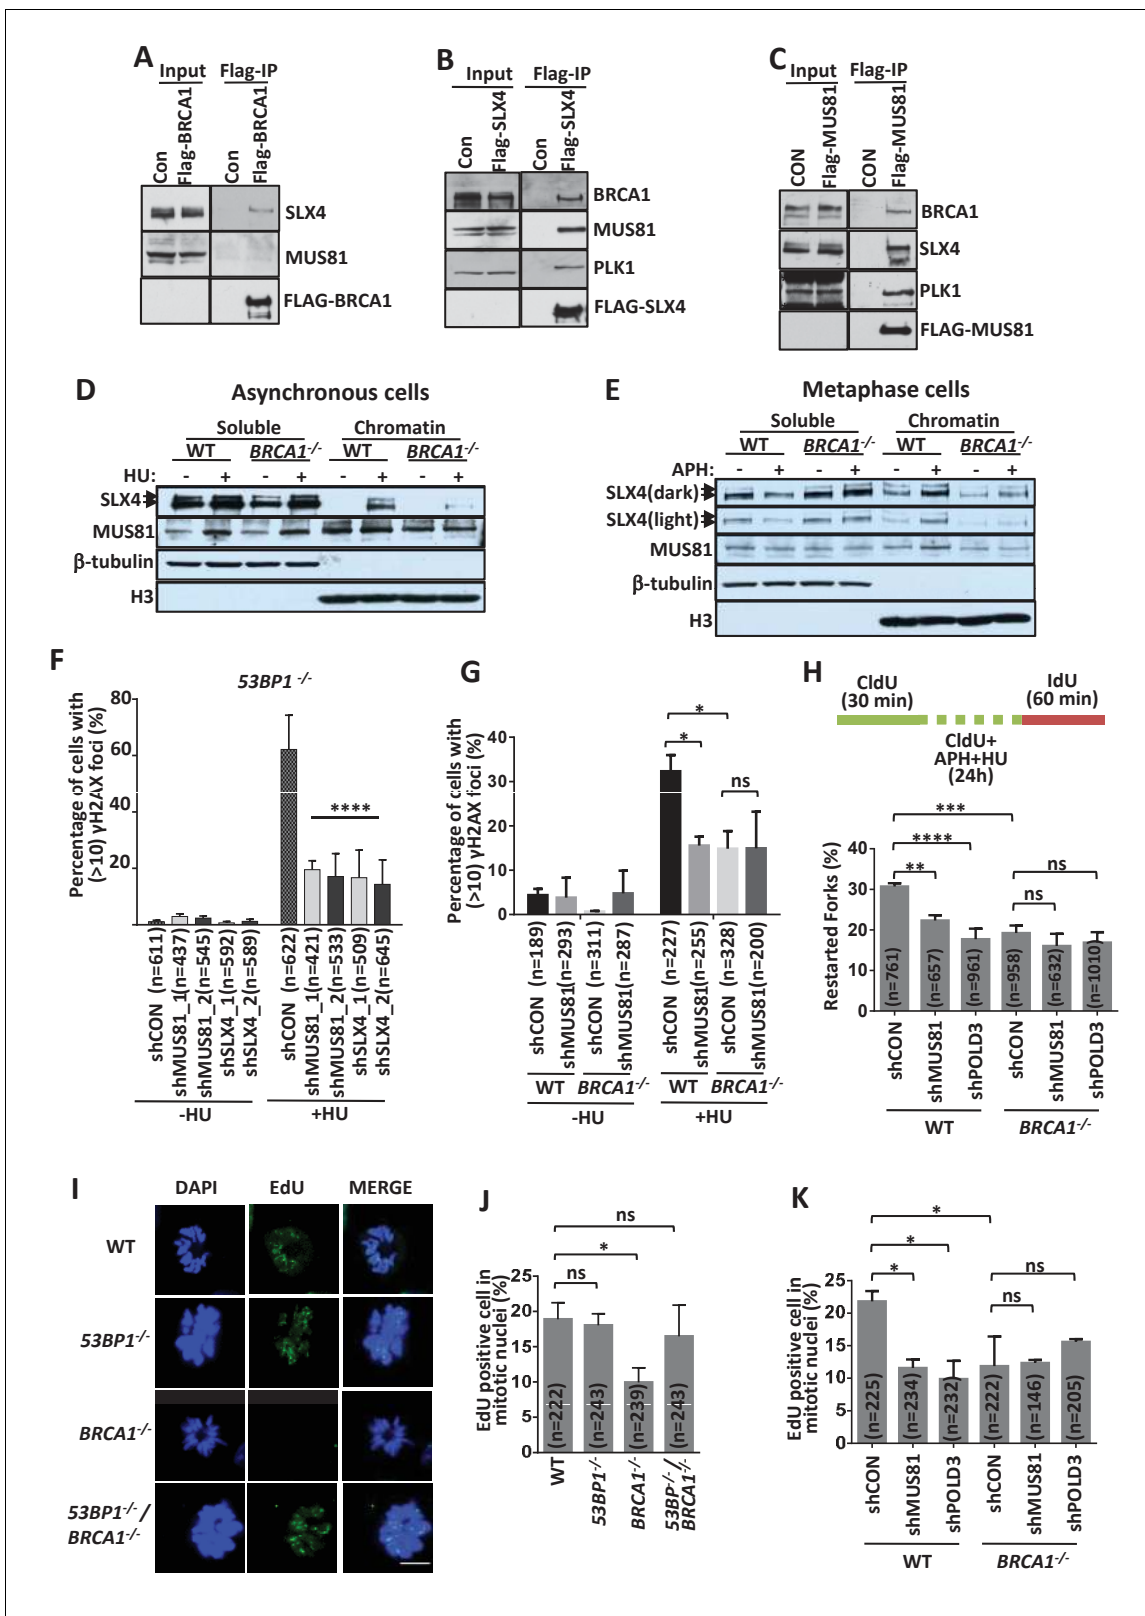 A
Input Flag-IP
Con
Flag-BRCA1
Con
Flag-BRCA1
SLX4
MUS81
FLAG-BRCA1
B
Input Flag-IP
Con
Flag-SLX4
Con
Flag-SLX4
BRCA1
MUS81
PLK1
FLAG-SLX4
C
Input Flag-IP
CON
Flag-MUS81
CON
Flag-MUS81
BRCA1
SLX4
PLK1
FLAG-MUS81
D
Asynchronous cells
Soluble Chromatin
WT BRCA1-/- WT BRCA1-/-
HU: - + - + - + - +
SLX4
MUS81
β-tubulin
H3
E
Metaphase cells
Soluble Chromatin
WT BRCA1-/- WT BRCA1-/-
APH: - + - + - + - +
SLX4(dark)
SLX4(light)
MUS81
β-tubulin
H3
F
53BP1 -/-
Percentage of cells with
(>10) γH2AX foci (%)
80
60
40
20
****
shCON (n=611)
shMUS81_1(n=437)
shMUS81_2(n=545)
shSLX4_1(n=592)
shSLX4_2(n=589)
shCON (n=622)
shMUS81_1(n=421)
shMUS81_2(n=533)
shSLX4_1(n=509)
shSLX4_2(n=645)
-HU +HU
G
Percentage of cells with
(>10) γH2AX foci (%)
40
30
20
10
0
*
*
ns
shCON (n=189)
shMUS81(n=293)
shCON (n=311)
shMUS81(n=287)
shCON (n=227)
shMUS81(n=255)
shCON (n=328)
shMUS81(n=200)
WT BRCA1-/- WT BRCA1-/-
-HU +HU
H
CldU
(30 min)
IdU
(60 min)
CldU+
APH+HU
(24h)
Restarted Forks (%)
40
30
20
10
0
***
****
**
ns
ns
(n=761)
(n=657)
(n=961)
(n=958)
(n=632)
(n=1010)
shCON
shMUS81
shPOLD3
shCON
shMUS81
shPOLD3
WT BRCA1-/-
I
DAPI EdU MERGE
WT
53BP1-/-
BRCA1-/-
53BP1-/-/
BRCA1-/-
J
EdU positive cell in
mitotic nuclei (%)
25
20
15
10
5
0
ns
*
ns
(n=222)
(n=243)
(n=239)
(n=243)
WT
53BP1-/-
BRCA1-/-
53BP-/-/
BRCA1-/-
K
EdU positive cell in
mitotic nuclei (%)
25
20
15
10
5
0
*
*
*
ns
ns
(n=225)
(n=234)
(n=232)
(n=222)
(n=146)
(n=205)
shCON
shMUS81
shPOLD3
shCON
shMUS81
shPOLD3
WT BRCA1-/-